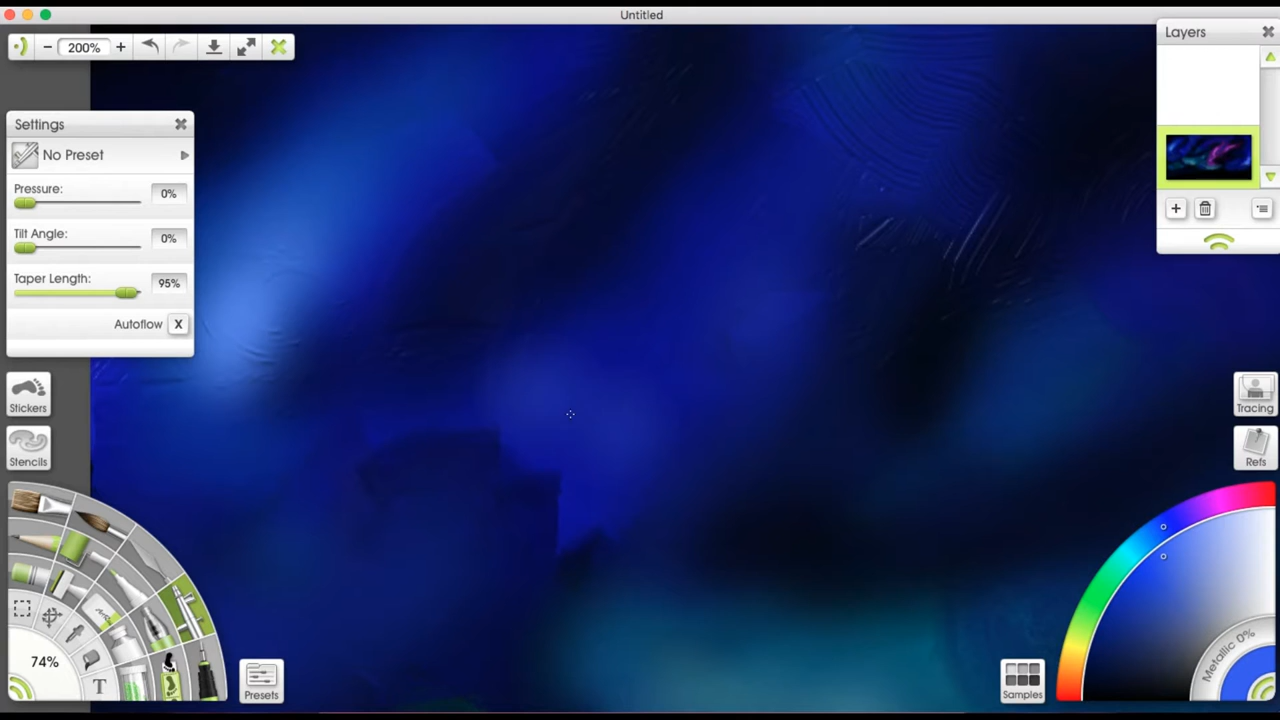 Untitled
200%
Layers
Settings
No Preset
Pressure:
0%
Tilt Angle:
0%
Taper Length:
95%
Autoflow X
Stickers
Stencils
Tracing
Refs
74%
T
Presets
Samples
Metallic 0%